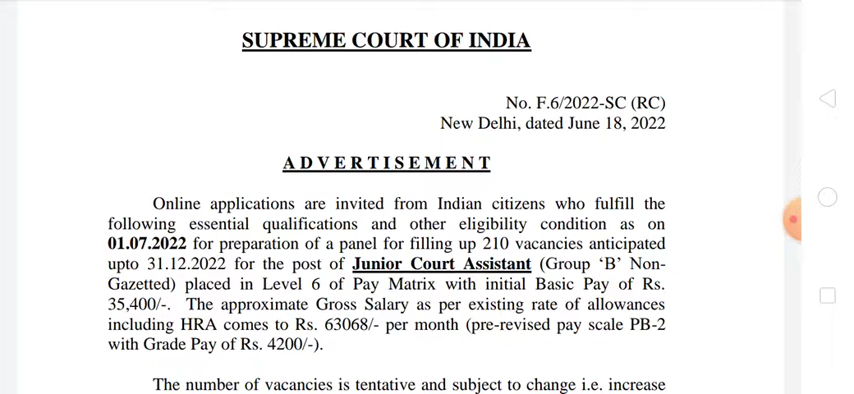 SUPREME COURT OF INDIA
No. F.6/2022-SC (RC)
New Delhi, dated June 18, 2022
A D V E R T I S E M E N T
Online applications are invited from Indian citizens who fulfill the
following essential qualifications and other eligibility condition as on
01.07.2022 for preparation of a panel for filling up 210 vacancies anticipated
upto 31.12.2022 for the post of Junior Court Assistant (Group ‘B’ Non-
Gazetted) placed in Level 6 of Pay Matrix with initial Basic Pay of Rs.
35,400/-. The approximate Gross Salary as per existing rate of allowances
including HRA comes to Rs. 63068/- per month (pre-revised pay scale PB-2
with Grade Pay of Rs. 4200/-).
The number of vacancies is tentative and subject to change i.e. increase